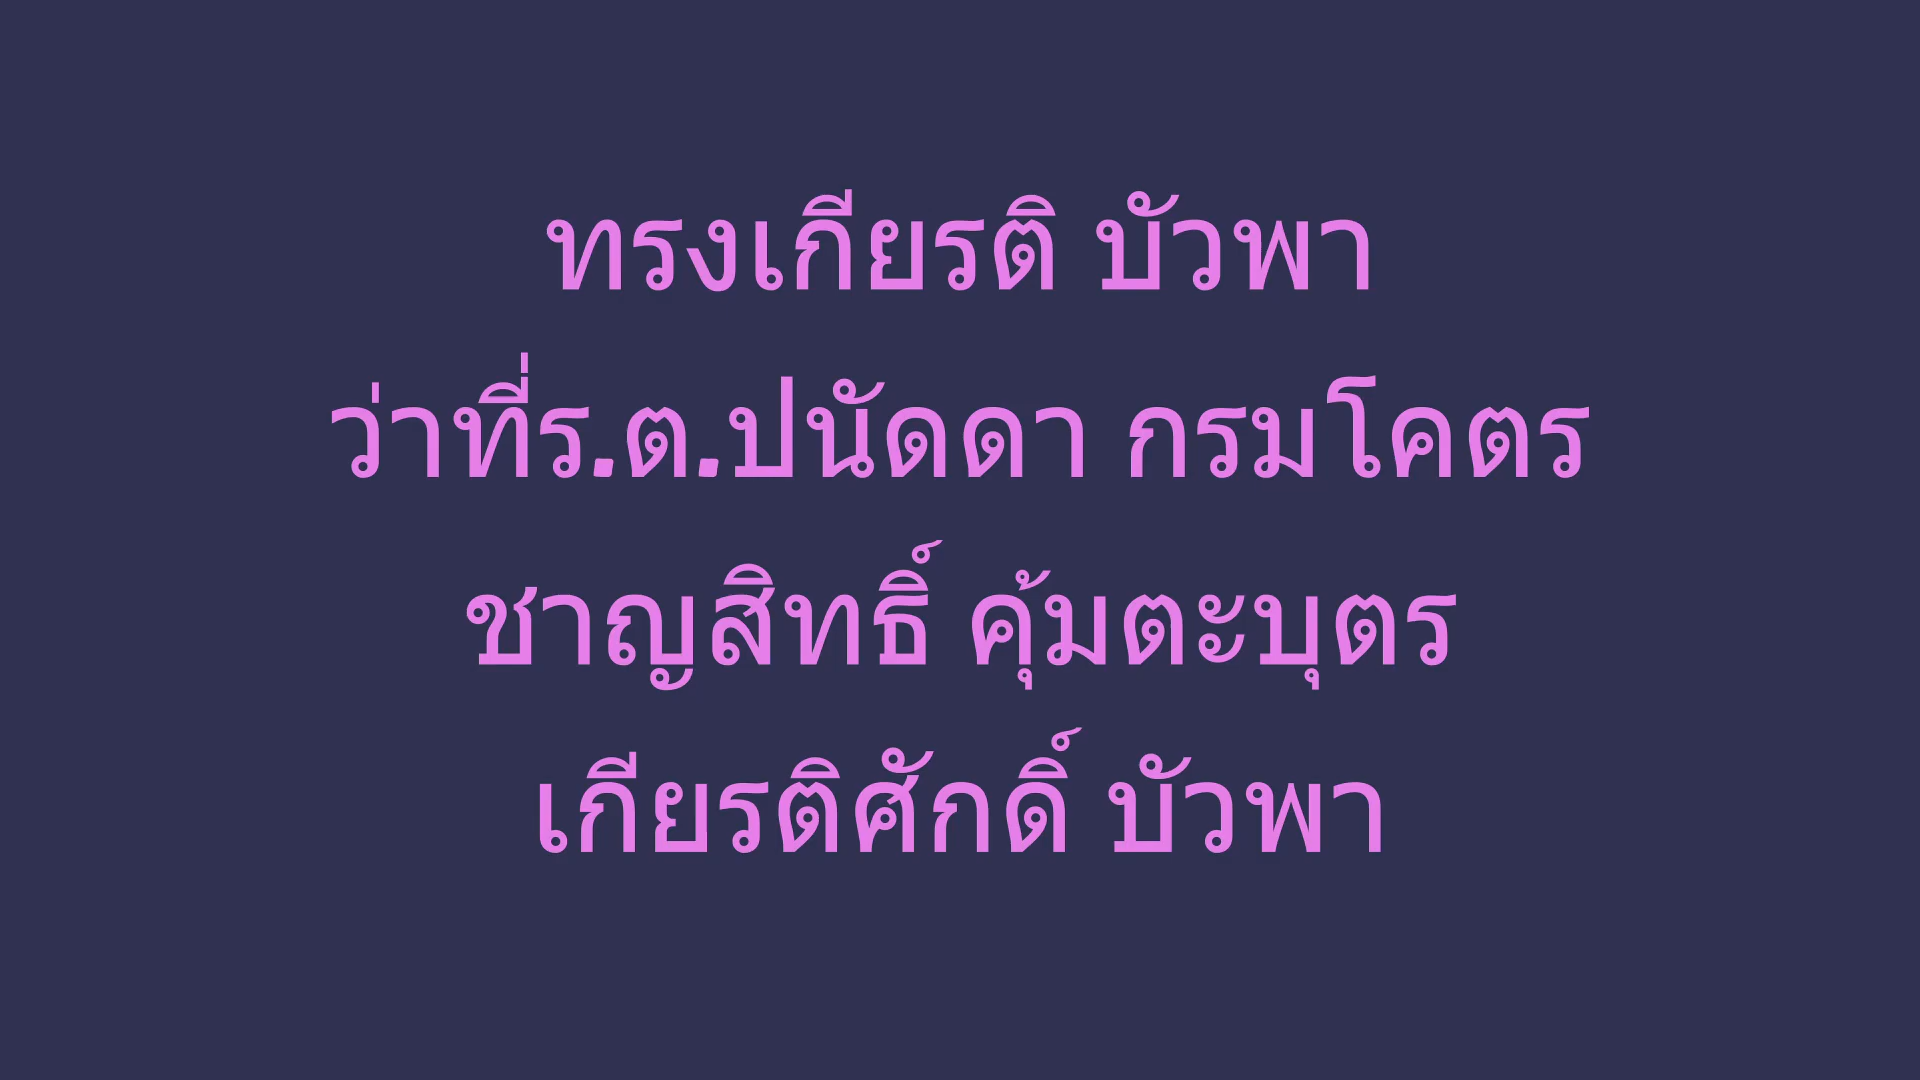 ทรงเกียรติ บัวพา
ว่าที่ร.ต.ปนัดดา กรมโคตร
ชาญสิทธิ์ คุ้มตะบุตร
เกียรติศักดิ์ บัวพา